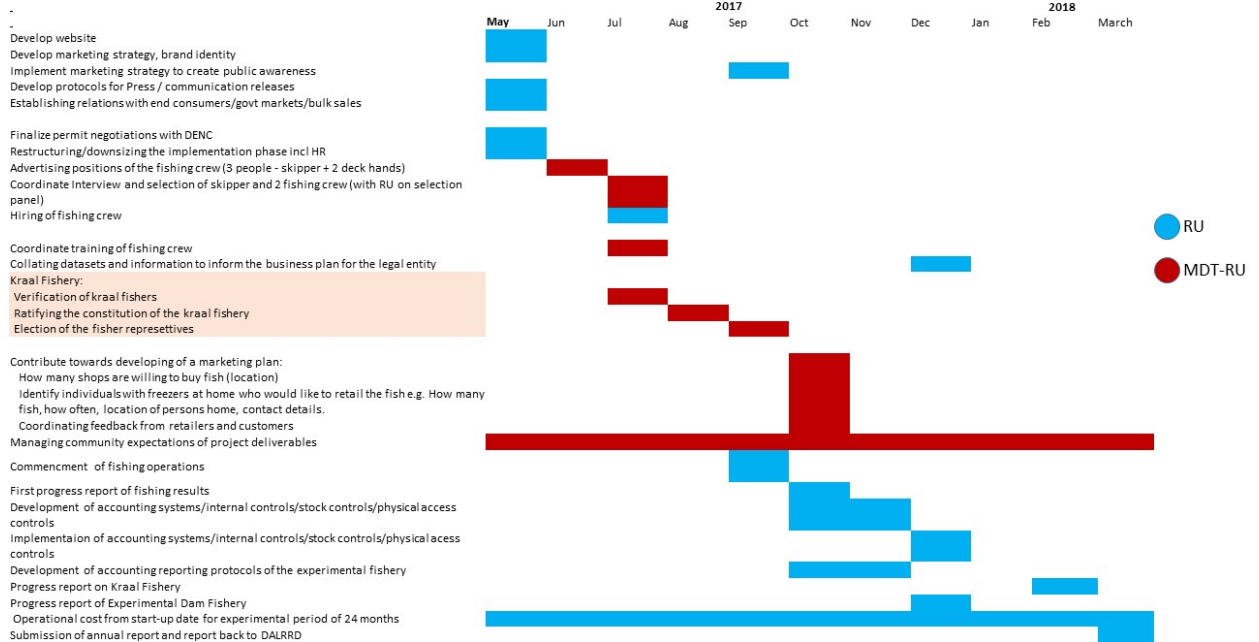 -
2017
2018
-
May Jun Jul Aug Sep Oct Nov Dec Jan Feb March
Develop website
Develop marketing strategy, brand identity
Implement marketing strategy to create public awareness
Develop protocols for Press / communication releases
Establishing relations with end consumers/govt markets/bulk sales
Finalize permit negotiations with DENC
Restructuring/downsizing the implementation phase incl HR
Advertising positions of the fishing crew (3 people - skipper + 2 deck hands)
Coordinate Interview and selection of skipper and 2 fishing crew (with RU on selection
panel)
Hiring of fishing crew
Coordinate training of fishing crew
Collating datasets and information to inform the business plan for the legal entity
Kraal Fishery:
Verification of kraal fishers
Ratifying the constitution of the kraal fishery
Election of the fisher represettives
Contribute towards developing of a marketing plan:
How many shops are willing to buy fish (location)
Identify individuals with freezers at home who would like to retail the fish e.g. How many
fish, how often, location of persons home, contact details.
Coordinating feedback from retailers and customers
Managing community expectations of project deliverables
Commencment of fishing operations
First progress report of fishing results
Development of accounting systems/internal controls/stock controls/physical access
controls
Implementaion of accounting systems/internal controls/stock controls/physical acess
controls
Development of accounting reporting protocols of the experimental fishery
Progress report on Kraal Fishery
Progress report of Experimental Dam Fishery
Operational cost from start-up date for experimental period of 24 months
Submission of annual report and report back to DALRRD
RU
MDT-RU